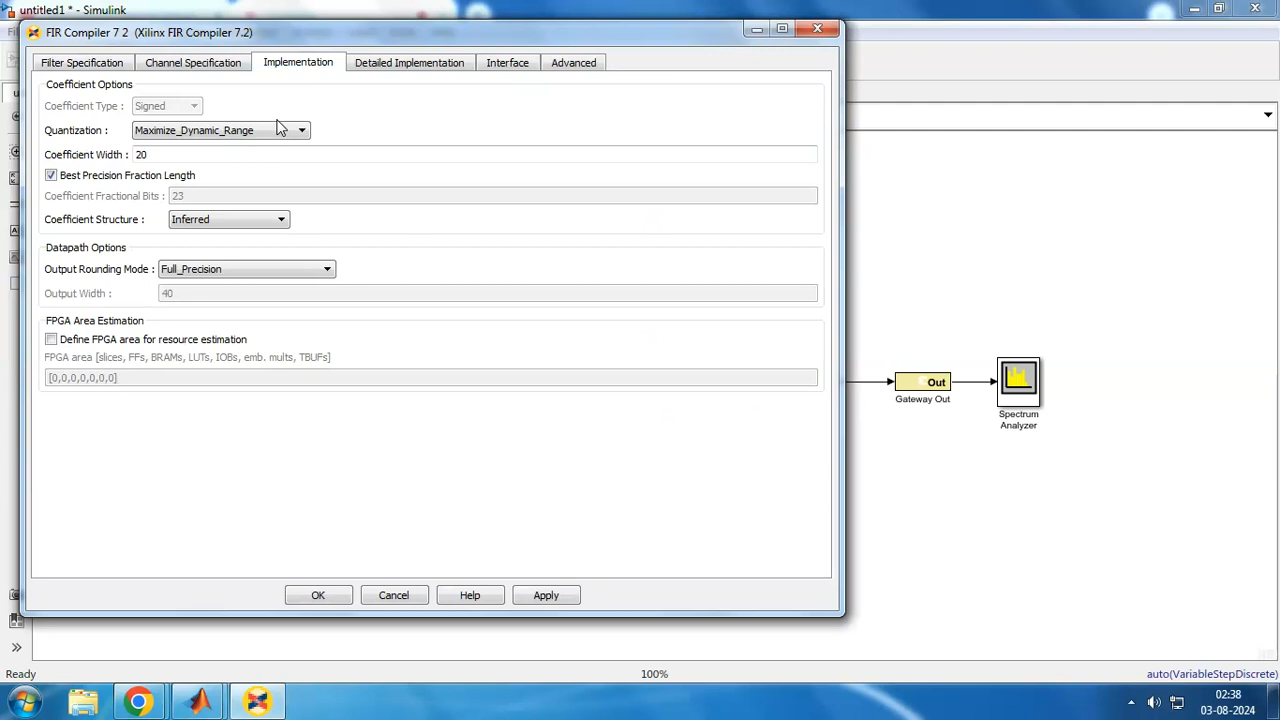 untitled1 * - Simulink
FIR Compiler 7 2 (Xilinx FIR Compiler 7.2)
Filter Specification
Channel Specification
Implementation
Detailed Implementation
Interface
Advanced
Coefficient Options
Coefficient Type : Signed
Quantization : Maximize_Dynamic_Range
Coefficient Width : 20
Best Precision Fraction Length
Coefficient Fractional Bits : 23
Coefficient Structure : Inferred
Datapath Options
Output Rounding Mode : Full_Precision
Output Width : 40
FPGA Area Estimation
Define FPGA area for resource estimation
FPGA area [slices, FFs, BRAMs, LUTs, IOBs, emb. mults, TBUFs]
[0,0,0,0,0,0,0]
Out
Gateway Out
Spectrum
Analyzer
OK
Cancel
Help
Apply
Ready
100%
auto(VariableStepDiscrete)
02:38
03-08-2024